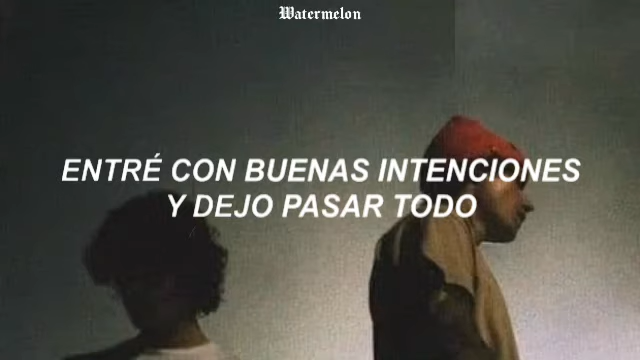 Watermelon
ENTRÉ CON BUENAS INTENCIONES
Y DEJO PASAR TODO